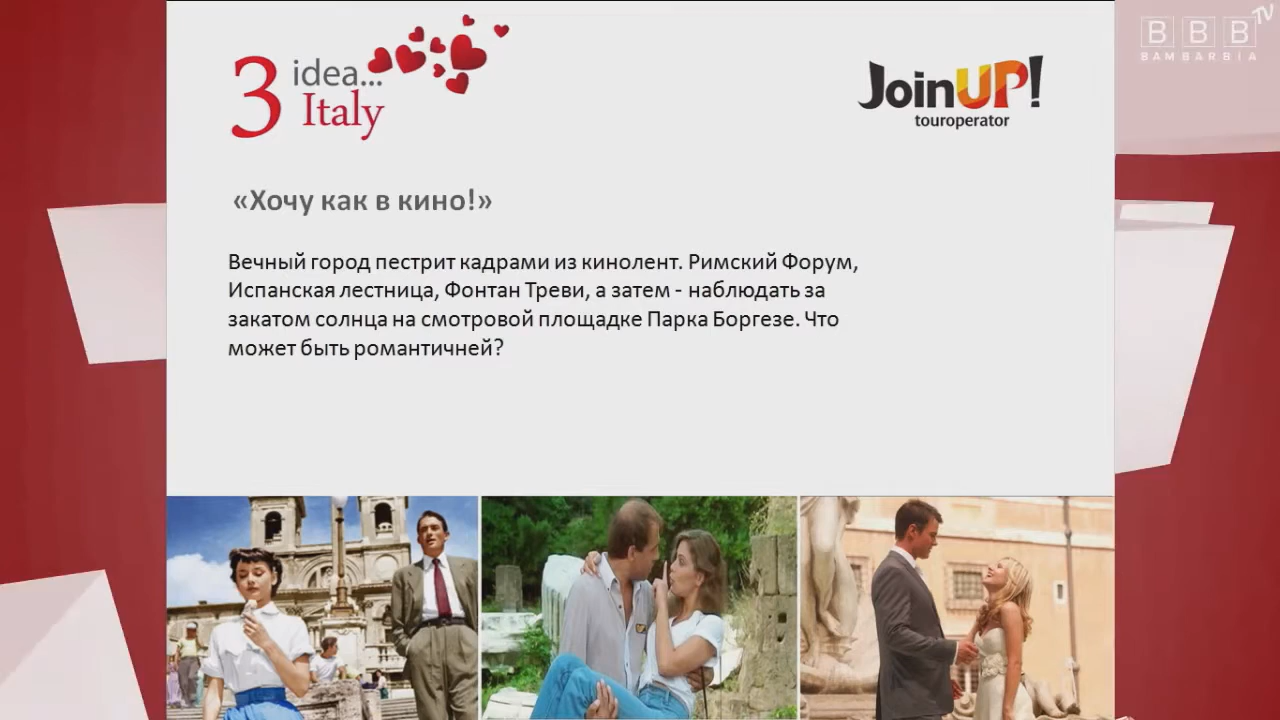 3 idea...
Italy
JoinUP!
touroperator
BBB TV
BAMBARBIA
«Хочу как в кино!»
Вечный город пестрит кадрами из кинолент. Римский Форум,
Испанская лестница, Фонтан Треви, а затем - наблюдать за
закатом солнца на смотровой площадке Парка Боргезе. Что
может быть романтичней?